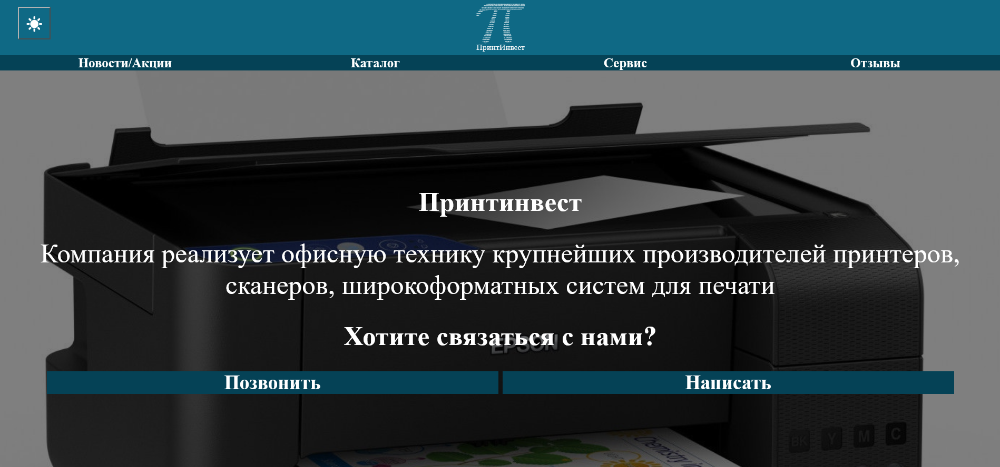 ПринтИнвест
Новости/Акции
Каталог
Сервис
Отзывы
Принтинвест
Компания реализует офисную технику крупнейших производителей принтеров,
сканеров, широкоформатных систем для печати
Хотите связаться с нами?
EPSON
Позвонить
Написать
BK
Y
M
C
Chemistry in